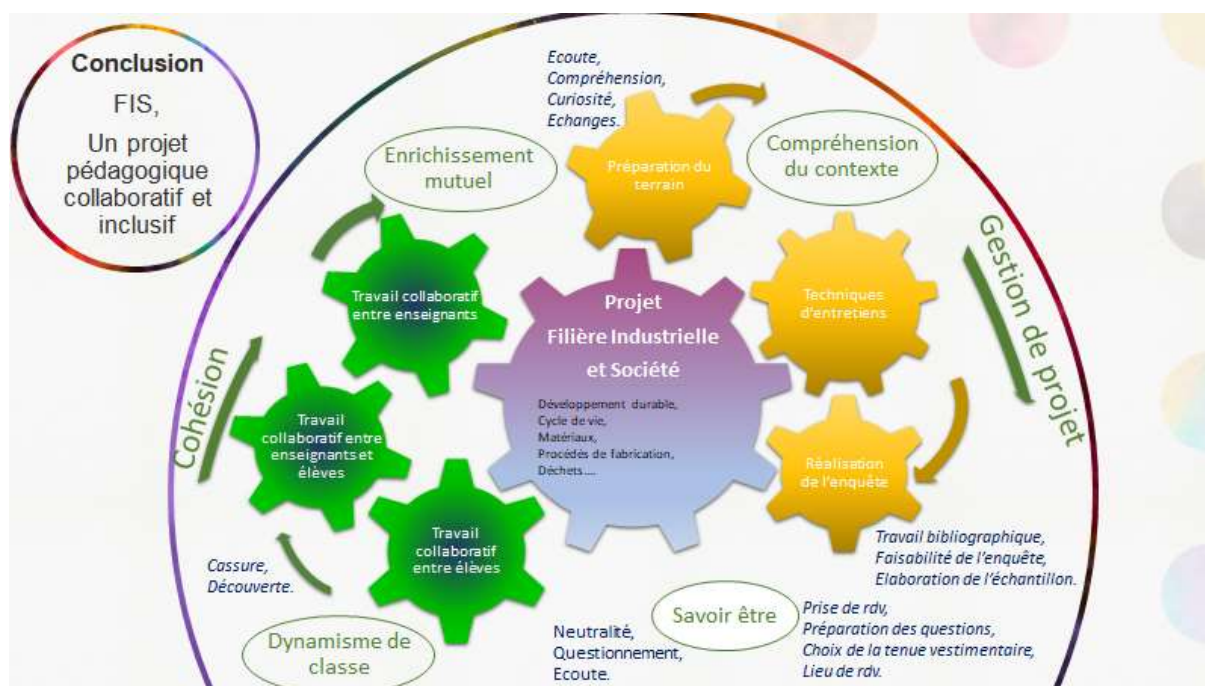 Conclusion
FIS,
Un projet
pédagogique
collaboratif et
inclusif
Ecoute,
Compréhension,
Curiosité,
Echanges.
Enrichissement
mutuel
Préparation du
terrain
Compréhension
du contexte
Gestion de projet
Travail collaboratif
entre enseignants
Techniques
d'entretiens
Projet
Filière Industrielle
et Société
Développement durable,
Cycle de vie,
Matériaux,
Procédés de fabrication,
Déchets....
Cohésion
Travail
collaboratif entre
enseignants et
élèves
Réalisation
de l'enquête
Travail
collaboratif
entre élèves
Cassure,
Découverte.
Travail bibliographique,
Faisabilité de l'enquête,
Elaboration de l'échantillon.
Dynamisme de
classe
Neutralité,
Questionnement,
Ecoute.
Savoir être
Prise de rdv,
Préparation des questions,
Choix de la tenue vestimentaire,
Lieu de rdv.